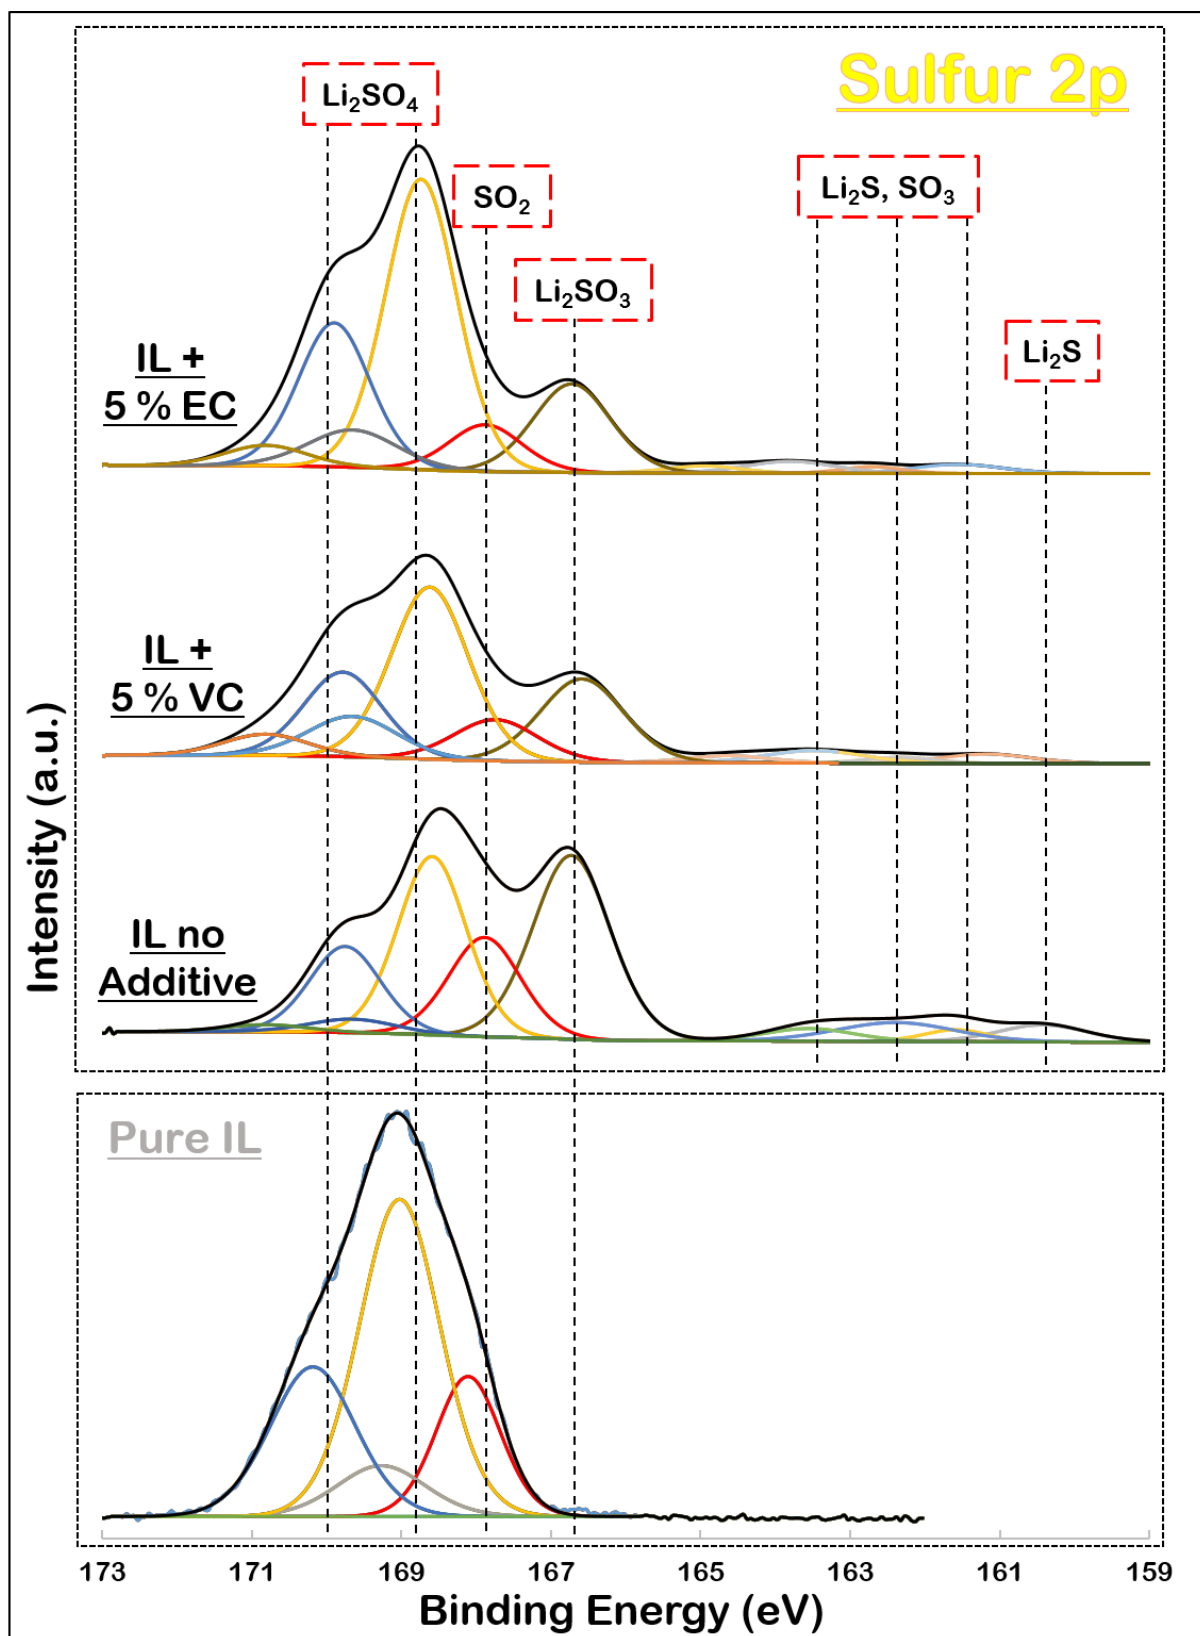 Sulfur 2p
Li₂SO₄
SO₂
Li₂S, SO₃
Li₂SO₃
Li₂S
IL +
5 % EC
IL +
5 % VC
IL no
Additive
Pure IL
Intensity (a.u.)
173 171 169 167 165 163 161 159
Binding Energy (eV)